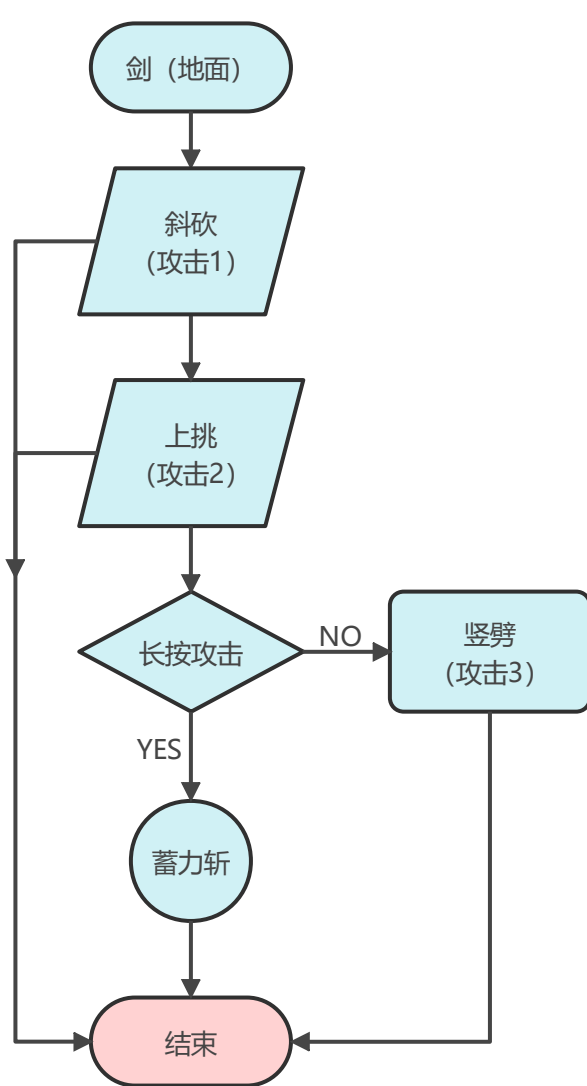 剑（地面）
斜砍
（攻击1）
上挑
（攻击2）
长按攻击
NO
竖劈
（攻击3）
YES
蓄力斩
结束